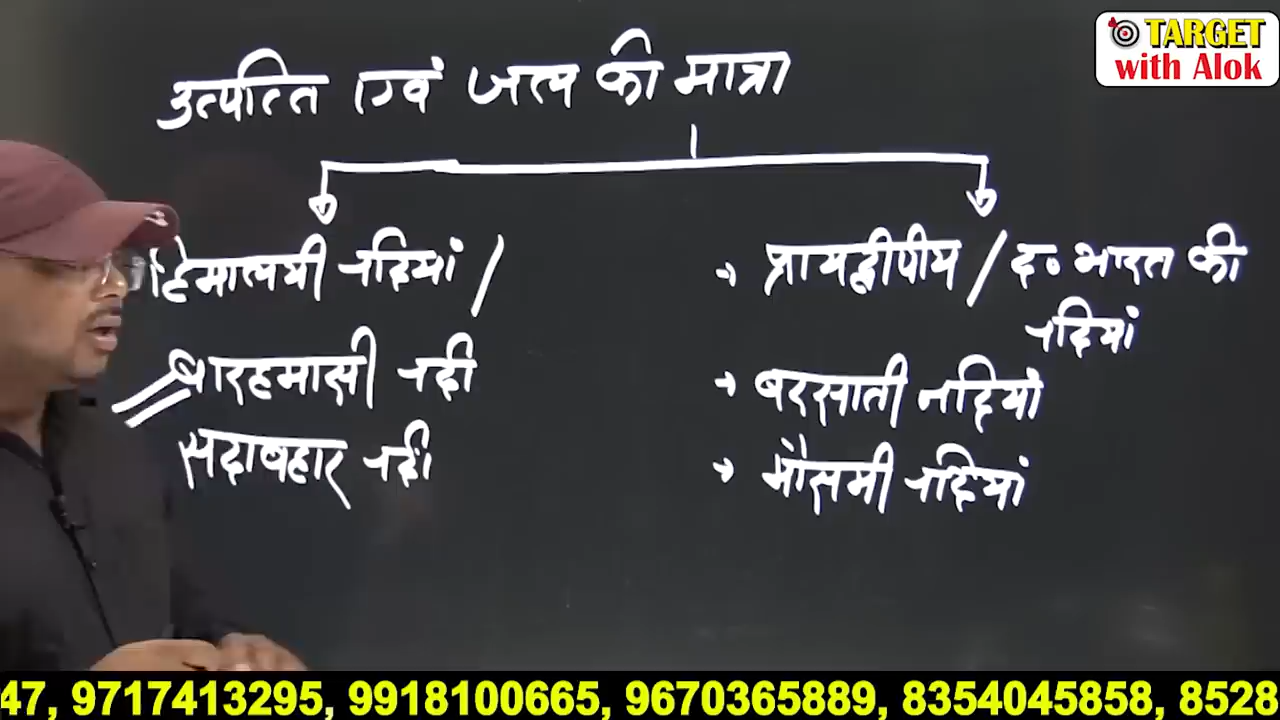 TARGET
with Alok
उत्पत्ति एवं जल की मात्रा
हिमालयी नदियां /
बारहमासी नदी
सदाबहार नदी
→ प्रायद्वीपीय / द॰ भारत की
नदियां
→ बरसाती नदियां
→ मौसमी नदियां
47, 9717413295, 9918100665, 9670365889, 8354045858, 8528